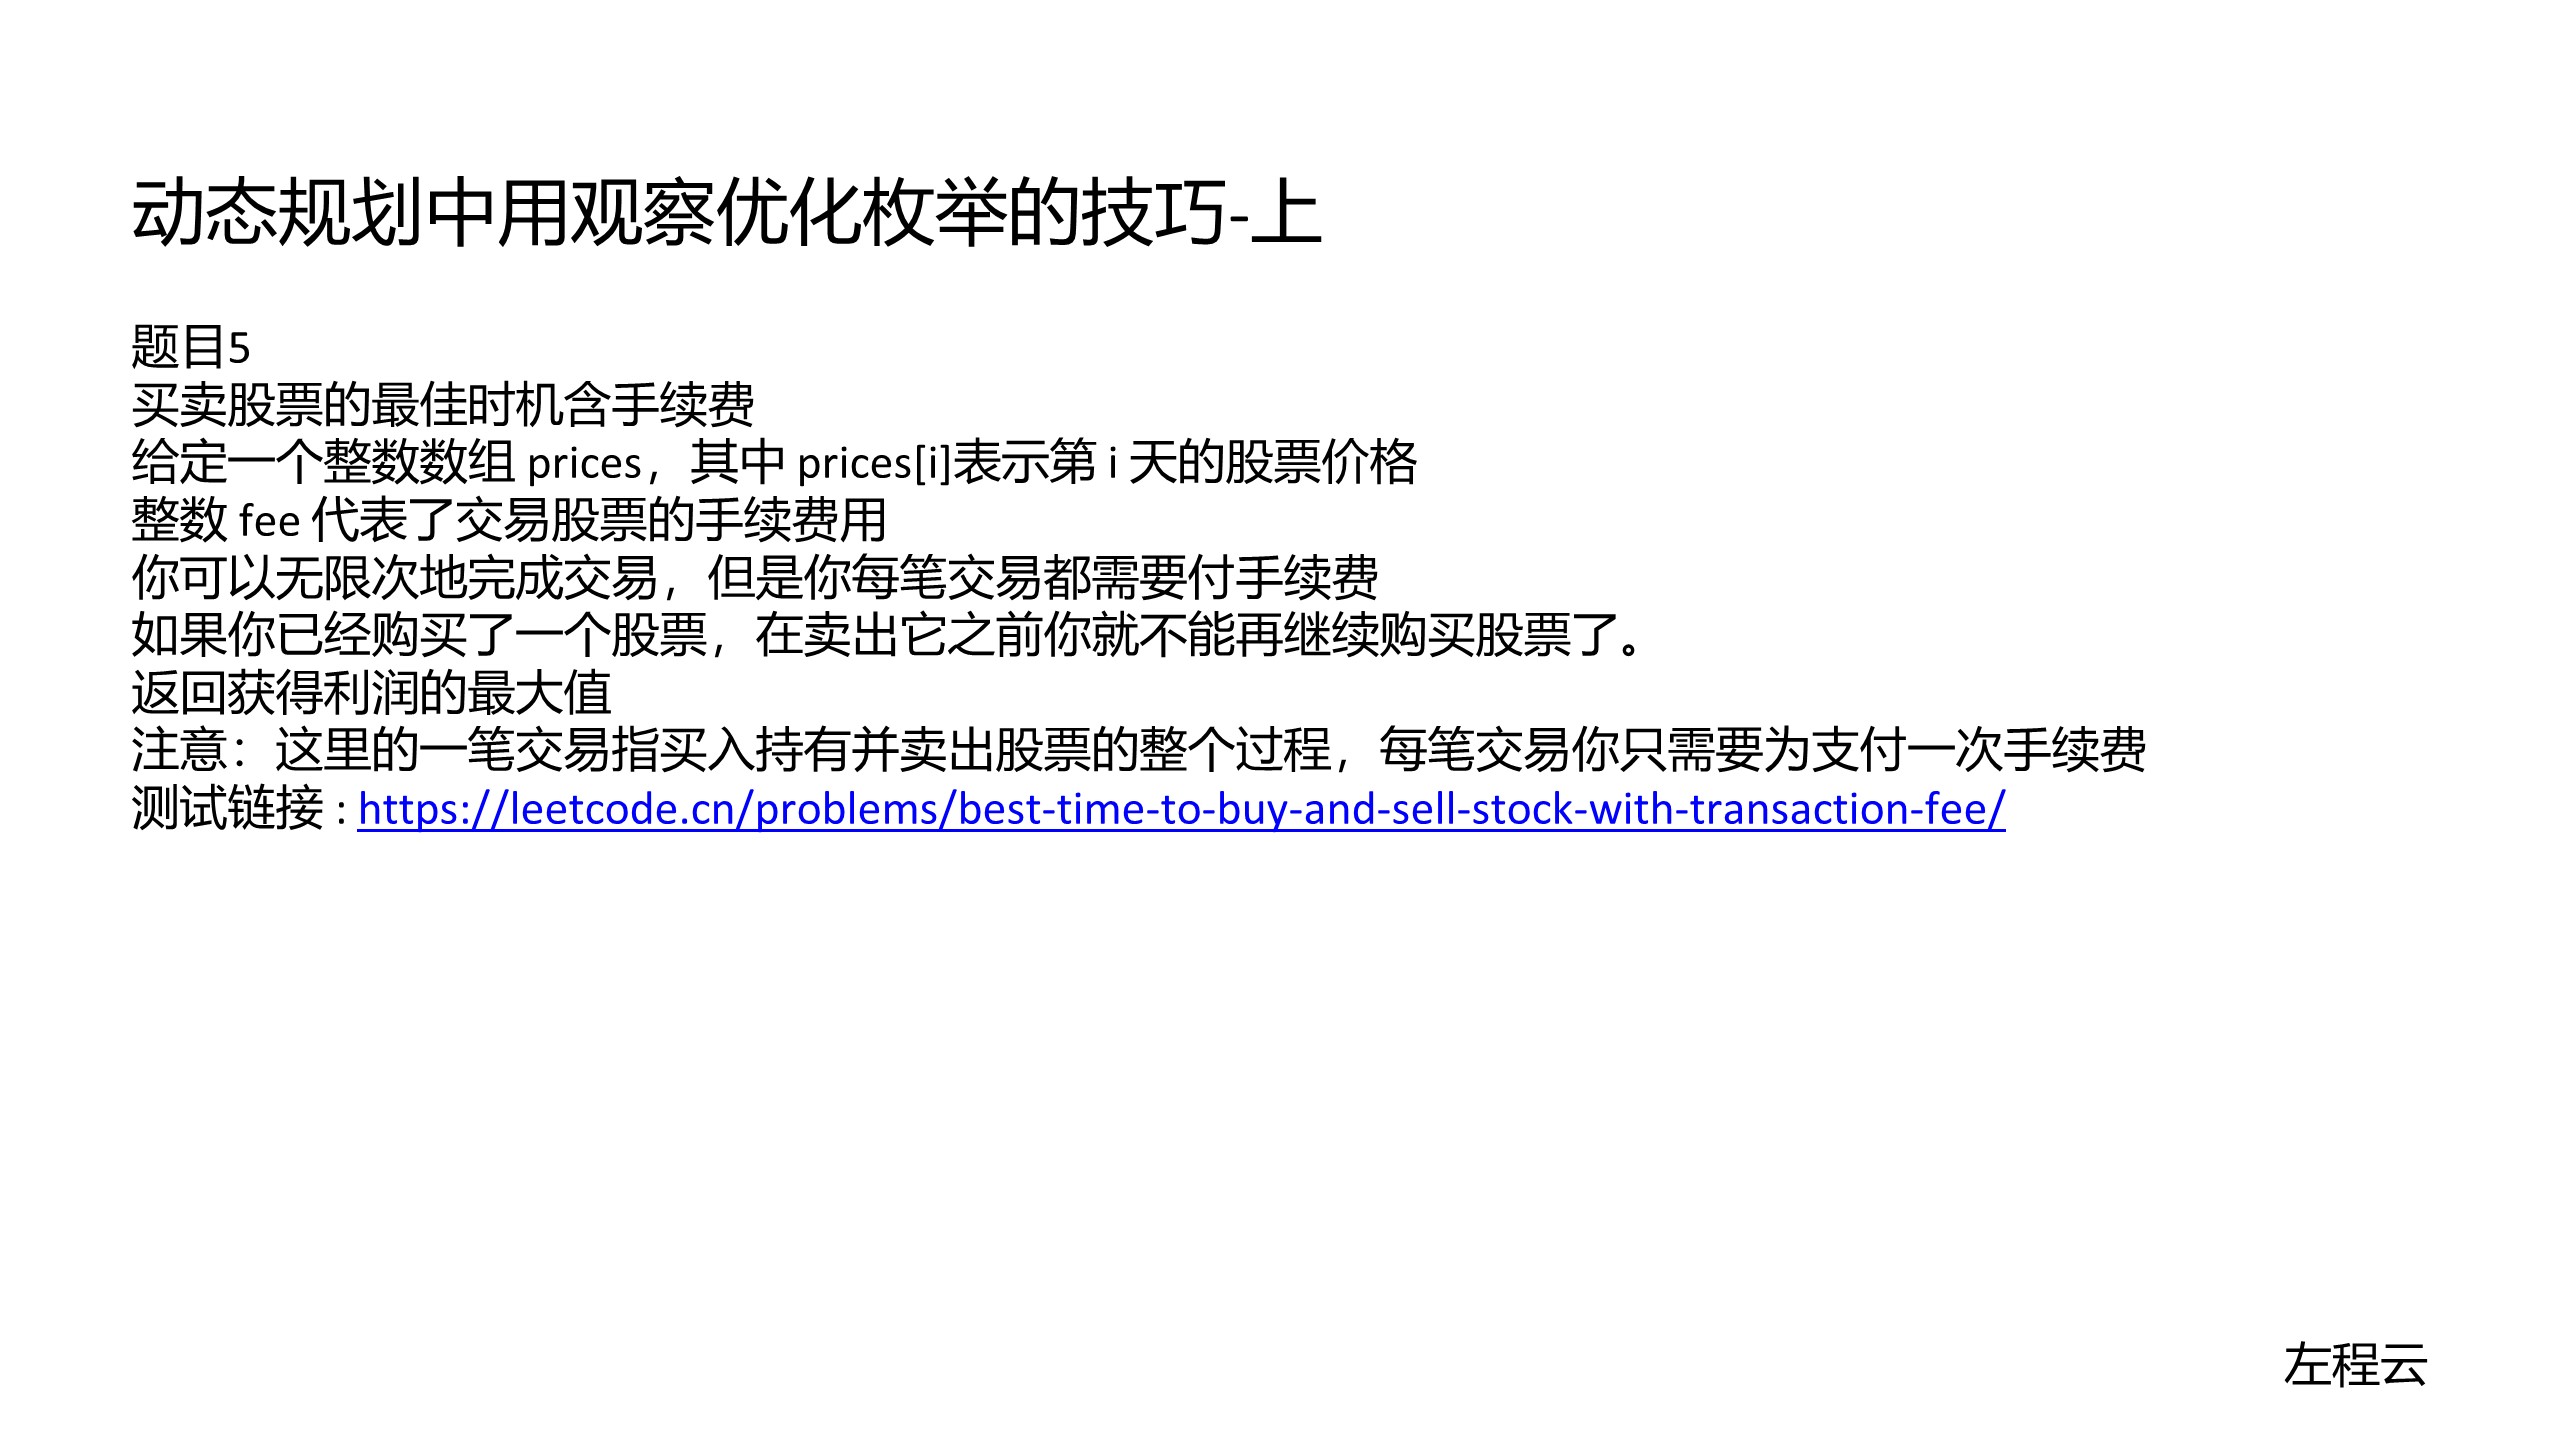 动态规划中用观察优化枚举的技巧-上
题目5
买卖股票的最佳时机含手续费
给定一个整数数组 prices，其中 prices[i]表示第 i 天的股票价格
整数 fee 代表了交易股票的手续费用
你可以无限次地完成交易，但是你每笔交易都需要付手续费
如果你已经购买了一个股票，在卖出它之前你就不能再继续购买股票了。
返回获得利润的最大值
注意：这里的一笔交易指买入持有并卖出股票的整个过程，每笔交易你只需要为支付一次手续费
测试链接 : https://leetcode.cn/problems/best-time-to-buy-and-sell-stock-with-transaction-fee/
左程云